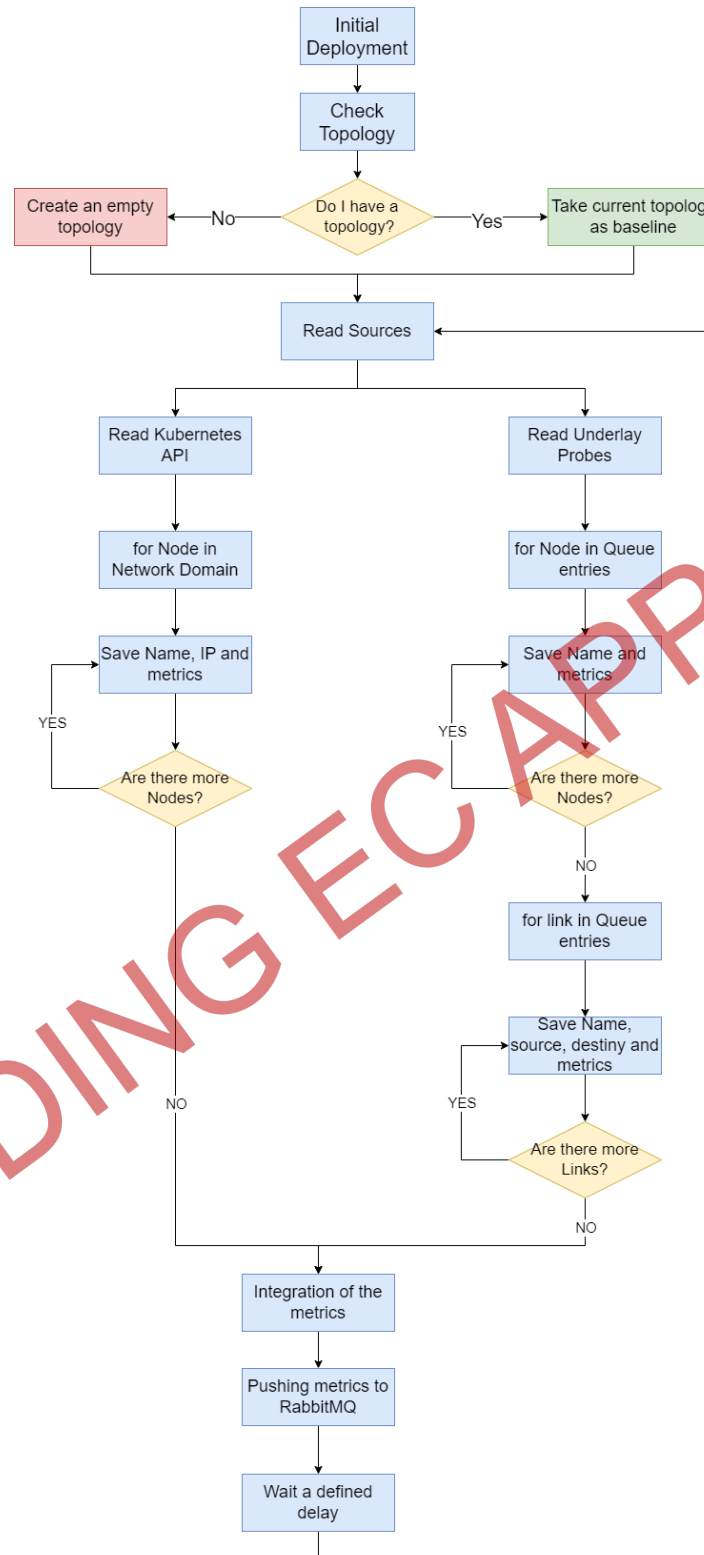 Initial
Deployment
Check
Topology
Create an empty
topology
No
Do I have a
topology?
Yes
Take current topolog
as baseline
Read Sources
Read Kubernetes
API
Read Underlay
Probes
for Node in
Network Domain
for Node in Queue
entries
Save Name, IP and
metrics
Save Name and
metrics
YES
YES
Are there more
Nodes?
Are there more
Nodes?
NO
for link in Queue
entries
Save Name,
source, destiny and
metrics
NO
YES
Are there more
Links?
NO
Integration of the
metrics
Pushing metrics to
RabbitMQ
Wait a defined
delay
DING EC APP